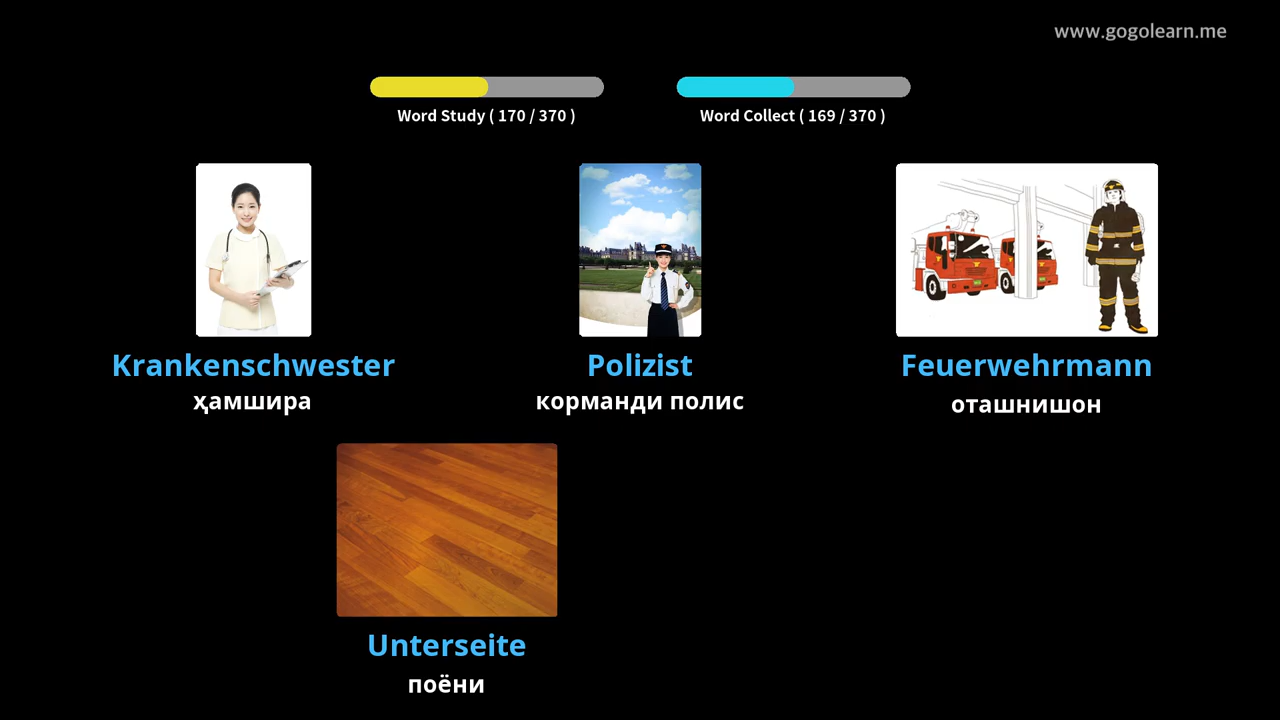 www.gogolearn.me
Word Study ( 170 / 370 )
Word Collect ( 169 / 370 )
Krankenschwester
ҳамшира
Polizist
корманди полис
Feuerwehrmann
оташнишон
Unterseite
поёни